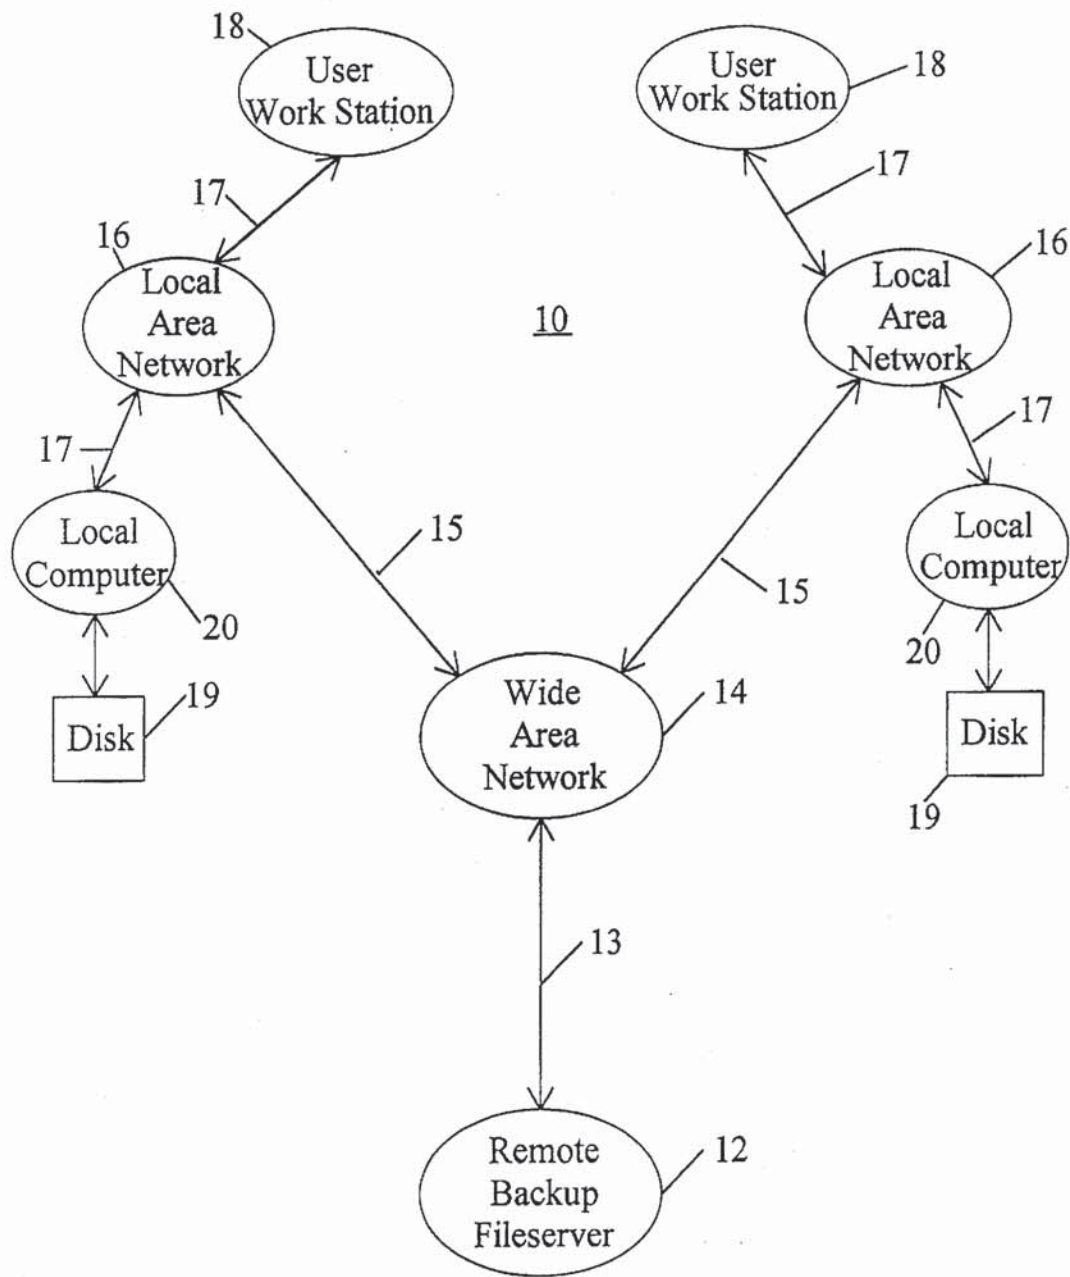 18
User
Work Station
User
Work Station
18
17
17
16
Local
Area
Network
10
16
Local
Area
Network
17
17
Local
Computer
20
15
15
Local
Computer
20
Disk
19
Wide
Area
Network
14
Disk
19
13
Remote
Backup
Fileserver
12